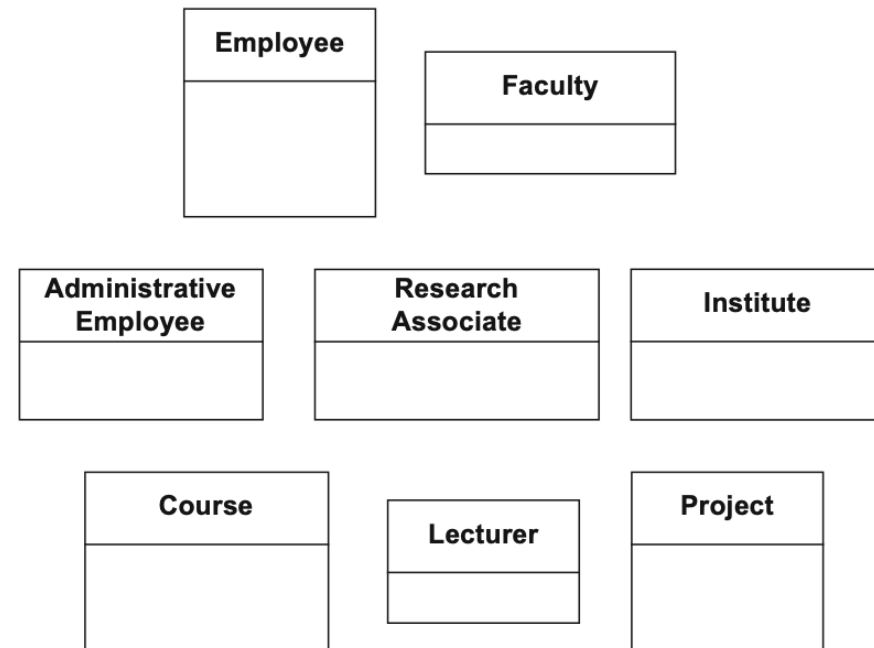 Employee
Faculty
Administrative
Employee
Research
Associate
Institute
Course
Lecturer
Project